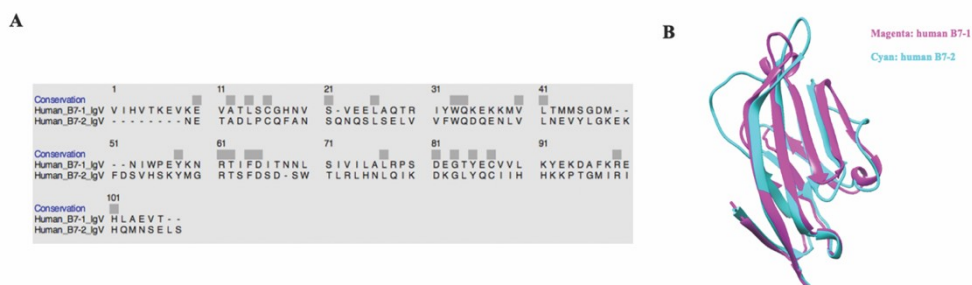 A
1 11 21 31 41
Conservation
Human_B7-1_IgV V I H V T K E V K E V A T L S C G H N V S - V E E L A Q T R I Y W Q K E K K M V L T M M S G D M - -
Human_B7-2_IgV - - - - - - - - N E T A D L P C Q F A N S Q N Q S L S E L V V F W Q D Q E N L V L N E V Y L G K E K
51 61 71 81 91
Conservation
Human_B7-1_IgV - - N I W P E Y K N R T I F D I T N N L S I V I L A L R P S D E G T Y E C V V L K Y E K D A F K R E
Human_B7-2_IgV F D S V H S K Y M G R T S F D S D - S W T L R L H N L Q I K D K G L Y Q C I I H H K K P T G M I R I
101
Conservation
Human_B7-1_IgV H L A E V T - -
Human_B7-2_IgV H Q M N S E L S
B
Magenta: human B7-1
Cyan: human B7-2